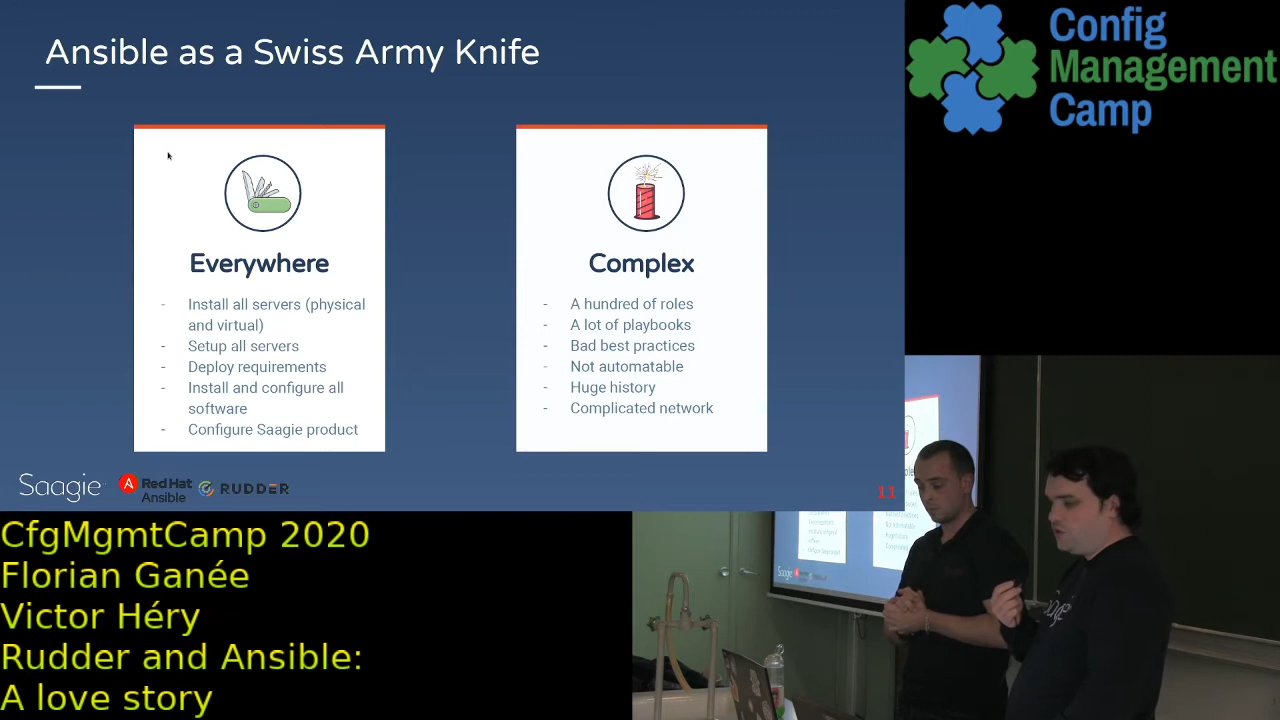 Ansible as a Swiss Army Knife
Everywhere
- Install all servers (physical
and virtual)
- Setup all servers
- Deploy requirements
- Install and configure all
software
- Configure Saagie product
Complex
- A hundred of roles
- A lot of playbooks
- Bad best practices
- Not automatable
- Huge history
- Complicated network
Saagie
A Red Hat
Ansible
RUDDER
11
Config
Management
Camp
CfgMgmtCamp 2020
Florian Ganée
Victor Héry
Rudder and Ansible:
A love story
Saagie